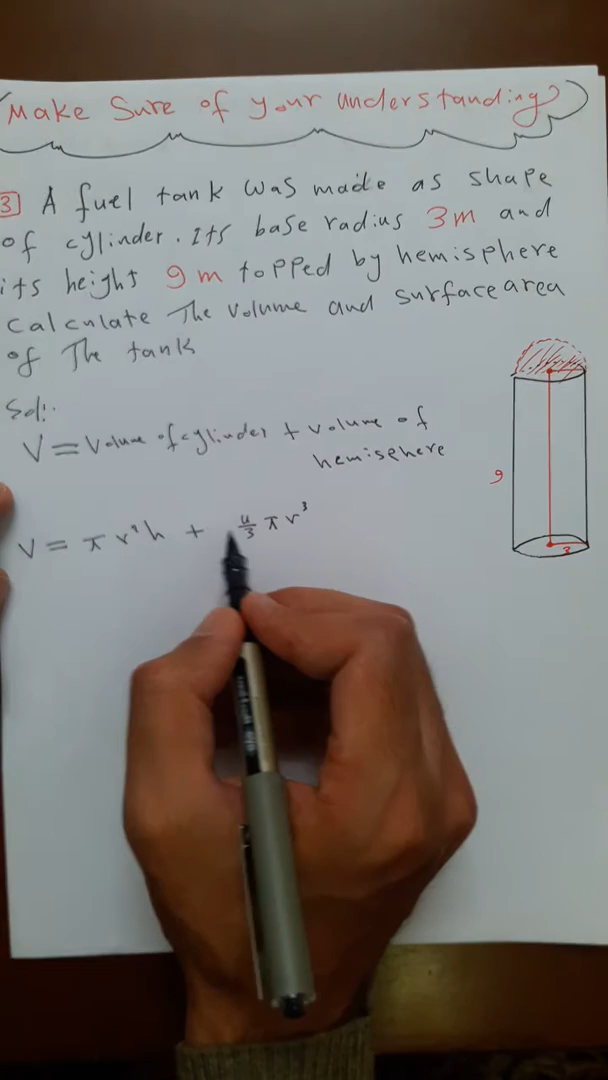 Make Sure of your understanding
3 A fuel tank was made as shape
of cylinder. Its base radius 3m and
its height 9m topped by hemisphere
calculate The volume and surface area
of The tank
Sol:
V = Volume of cylinder + volume of
hemisphere
V = π r² h + 4/3 π r³
9
3